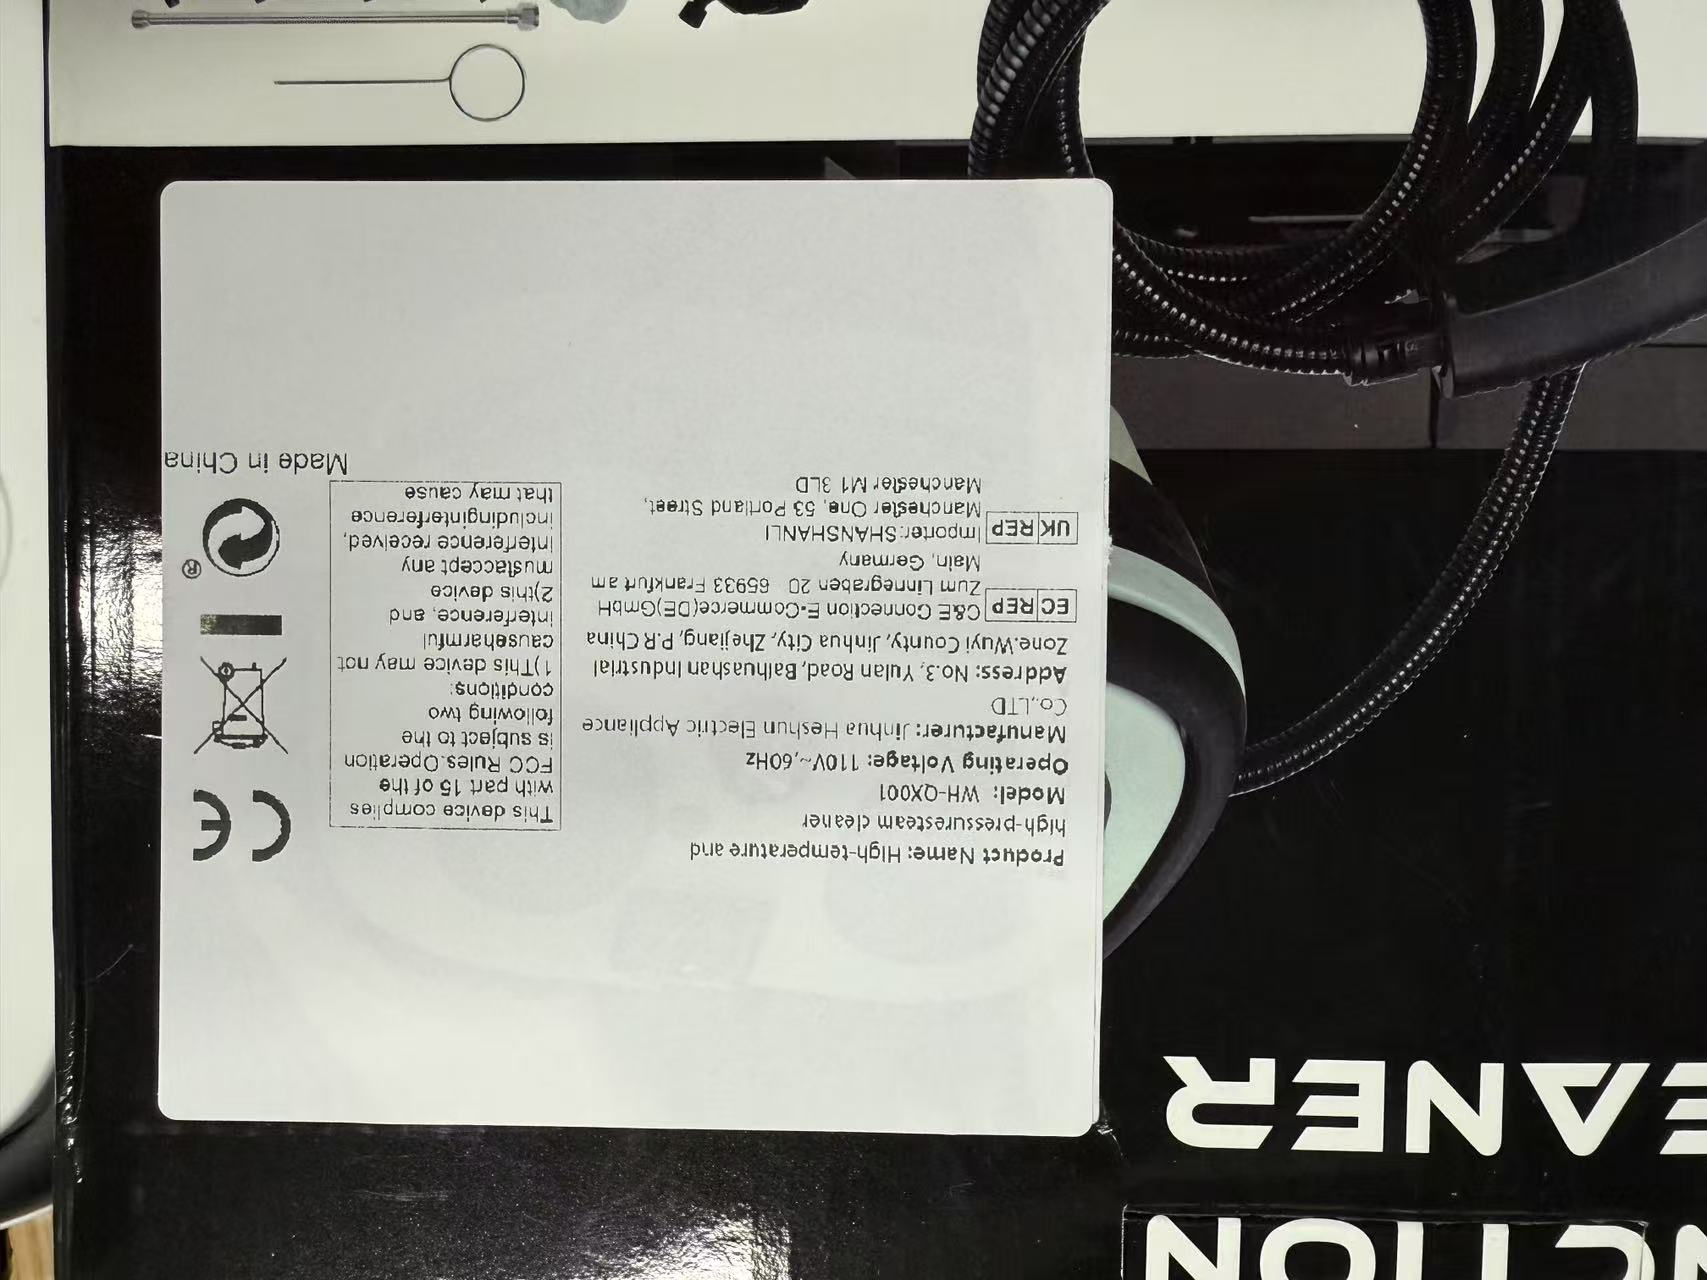 NCTION
EANER
Product Name: High-temperature and
high-pressuresteam cleaner
Model: WH-QX001
Operating Voltage: 110V~,60Hz
Manufacturer: Jinhua Heshun Electric Appliance
Co.,LTD
Address: No.3, Yulan Road, Baihuashan Industrial
Zone.Wuyi County, Jinhua City, Zhejiang, P.R.China
EC REP
C&E Connection E-Commerce(DE)GmbH
Zum Linnegraben 20 65933 Frankfurt am
Main, Germany
UK REP
Importer:SHANSHANLI
Manchester One, 53 Portland Street,
Manchester M1 3LD
This device complies
with part 15 of the
FCC Rules.Operation
is subject to the
following two
conditions:
1)This device may not
causeharmful
interference, and
2)this device
mustaccept any
interference received,
includinginterference
that may cause
CE
®
Made in China